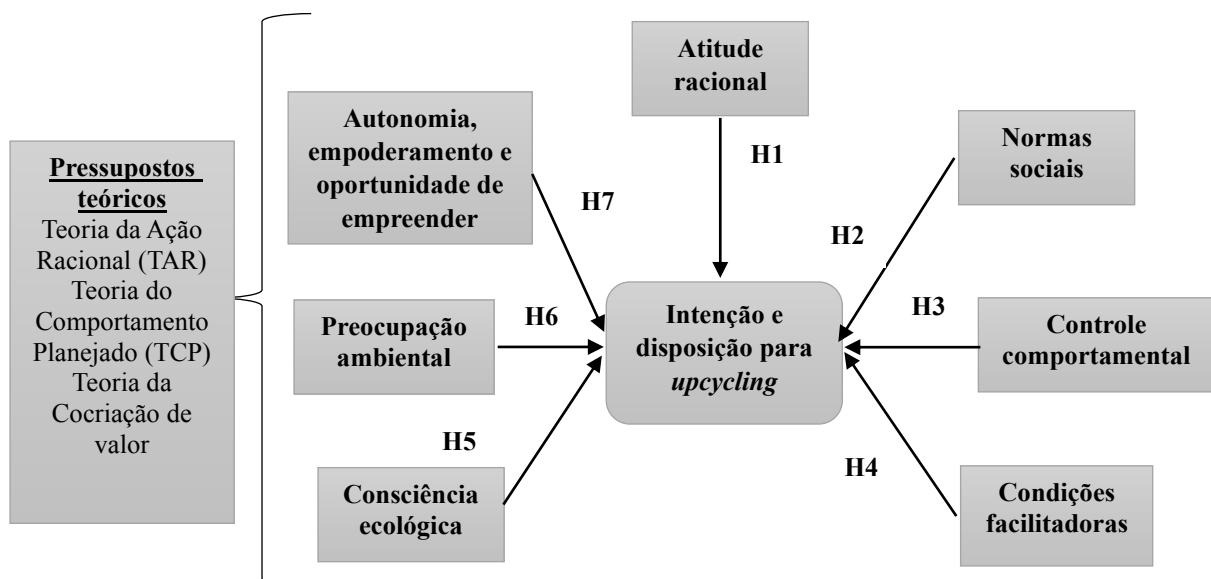 Pressupostos
teóricos
Teoria da Ação
Racional (TAR)
Teoria do
Comportamento
Planejado (TCP)
Teoria da
Cocriação de
valor
Autonomia,
empoderamento e
oportunidade de
empreender
Preocupação
ambiental
Consciência
ecológica
H7
H6
H5
Atitude
racional
H1
Intenção e
disposição para
upcycling
H2
H3
H4
Normas
sociais
Controle
comportamental
Condições
facilitadoras